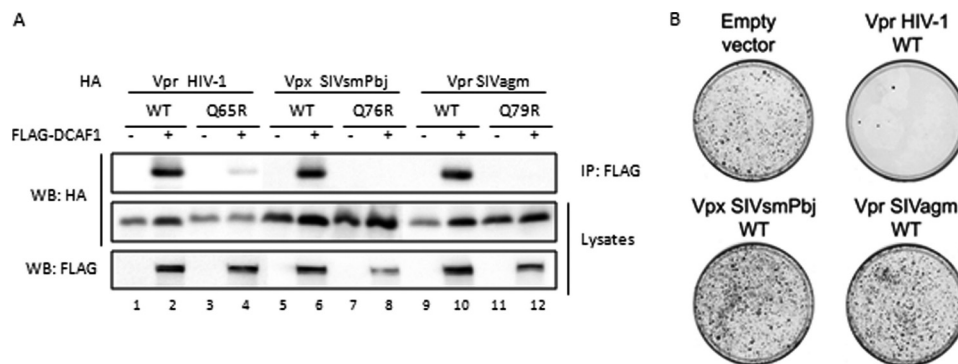 A
HA
Vpr HIV-1 Vpx SIVsmPbj Vpr SIVagm
WT Q65R WT Q76R WT Q79R
FLAG-DCAF1 - + - + - + - + - + - +
WB: HA
IP: FLAG
Lysates
WB: FLAG
1 2 3 4 5 6 7 8 9 10 11 12
B
Empty
vector
Vpr HIV-1
WT
Vpx SIVsmPbj
WT
Vpr SIVagm
WT